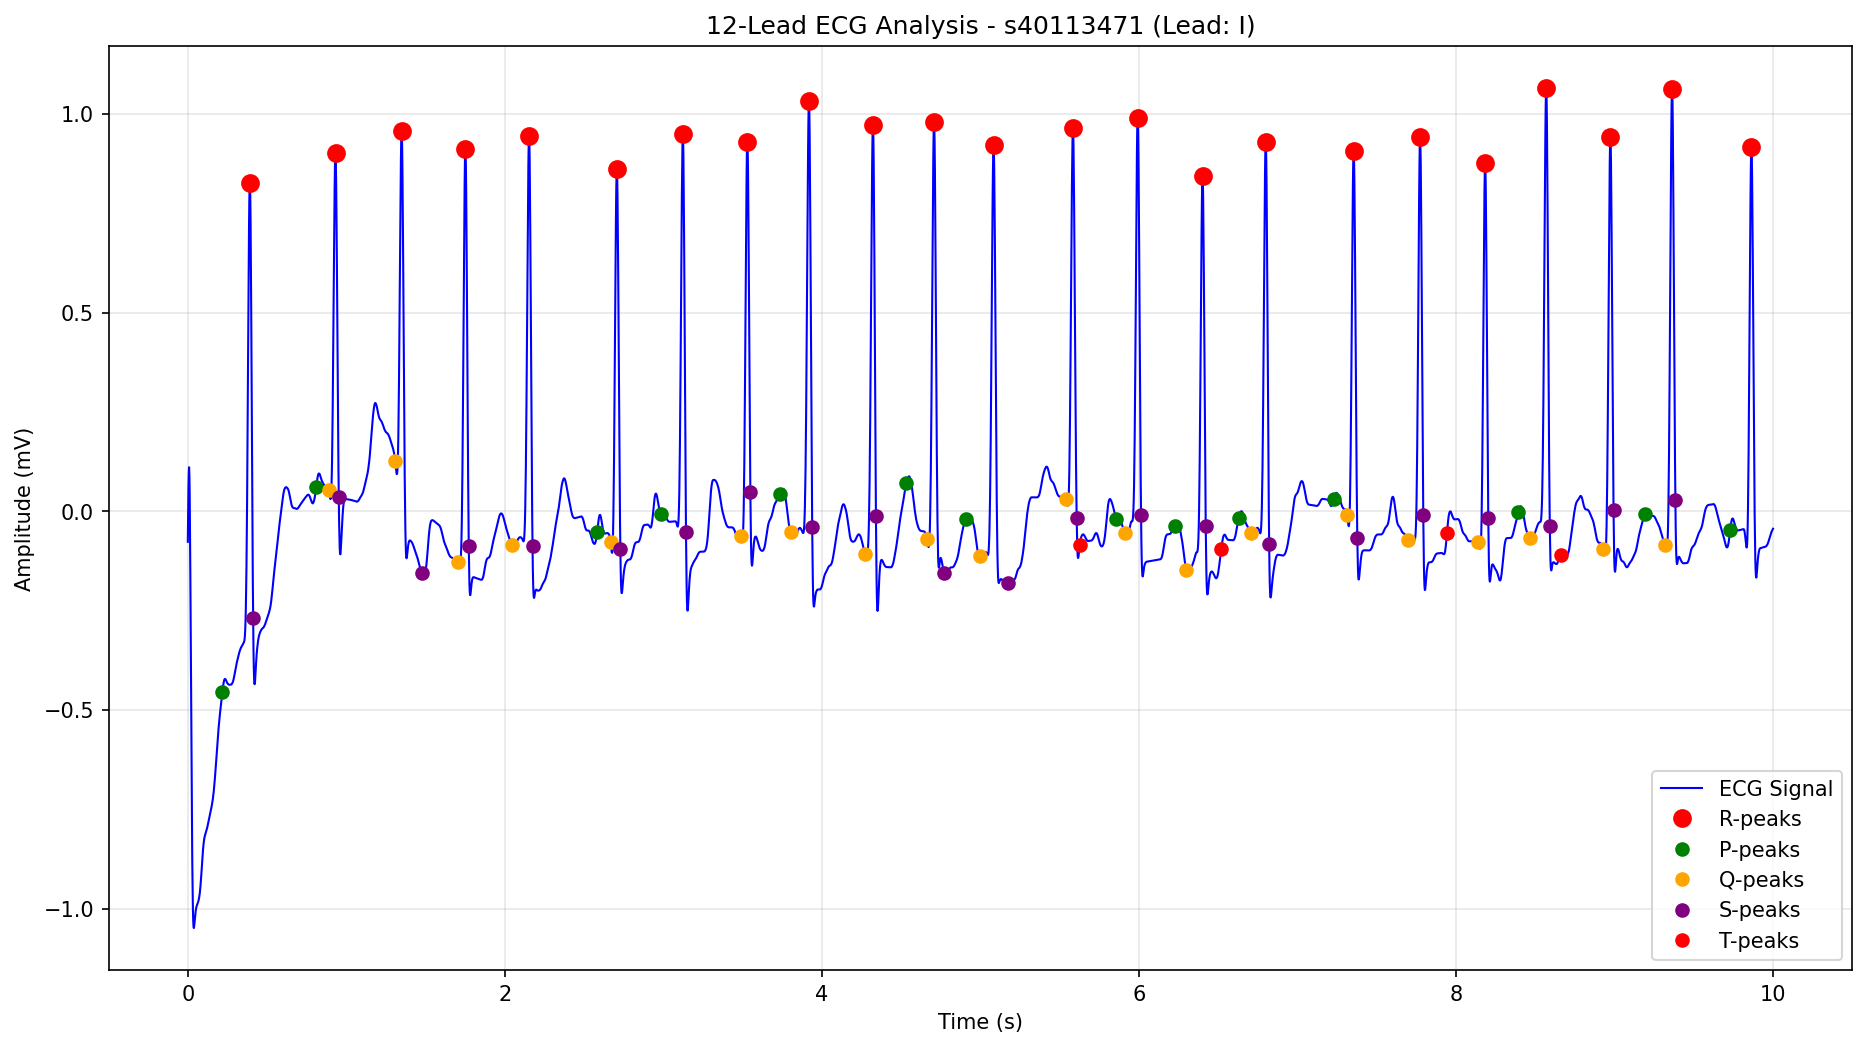 12-Lead ECG Analysis - s40113471 (Lead: I)
Amplitude (mV)
1.0
0.5
0.0
−0.5
−1.0
ECG Signal
R-peaks
P-peaks
Q-peaks
S-peaks
T-peaks
0 2 4 6 8 10
Time (s)